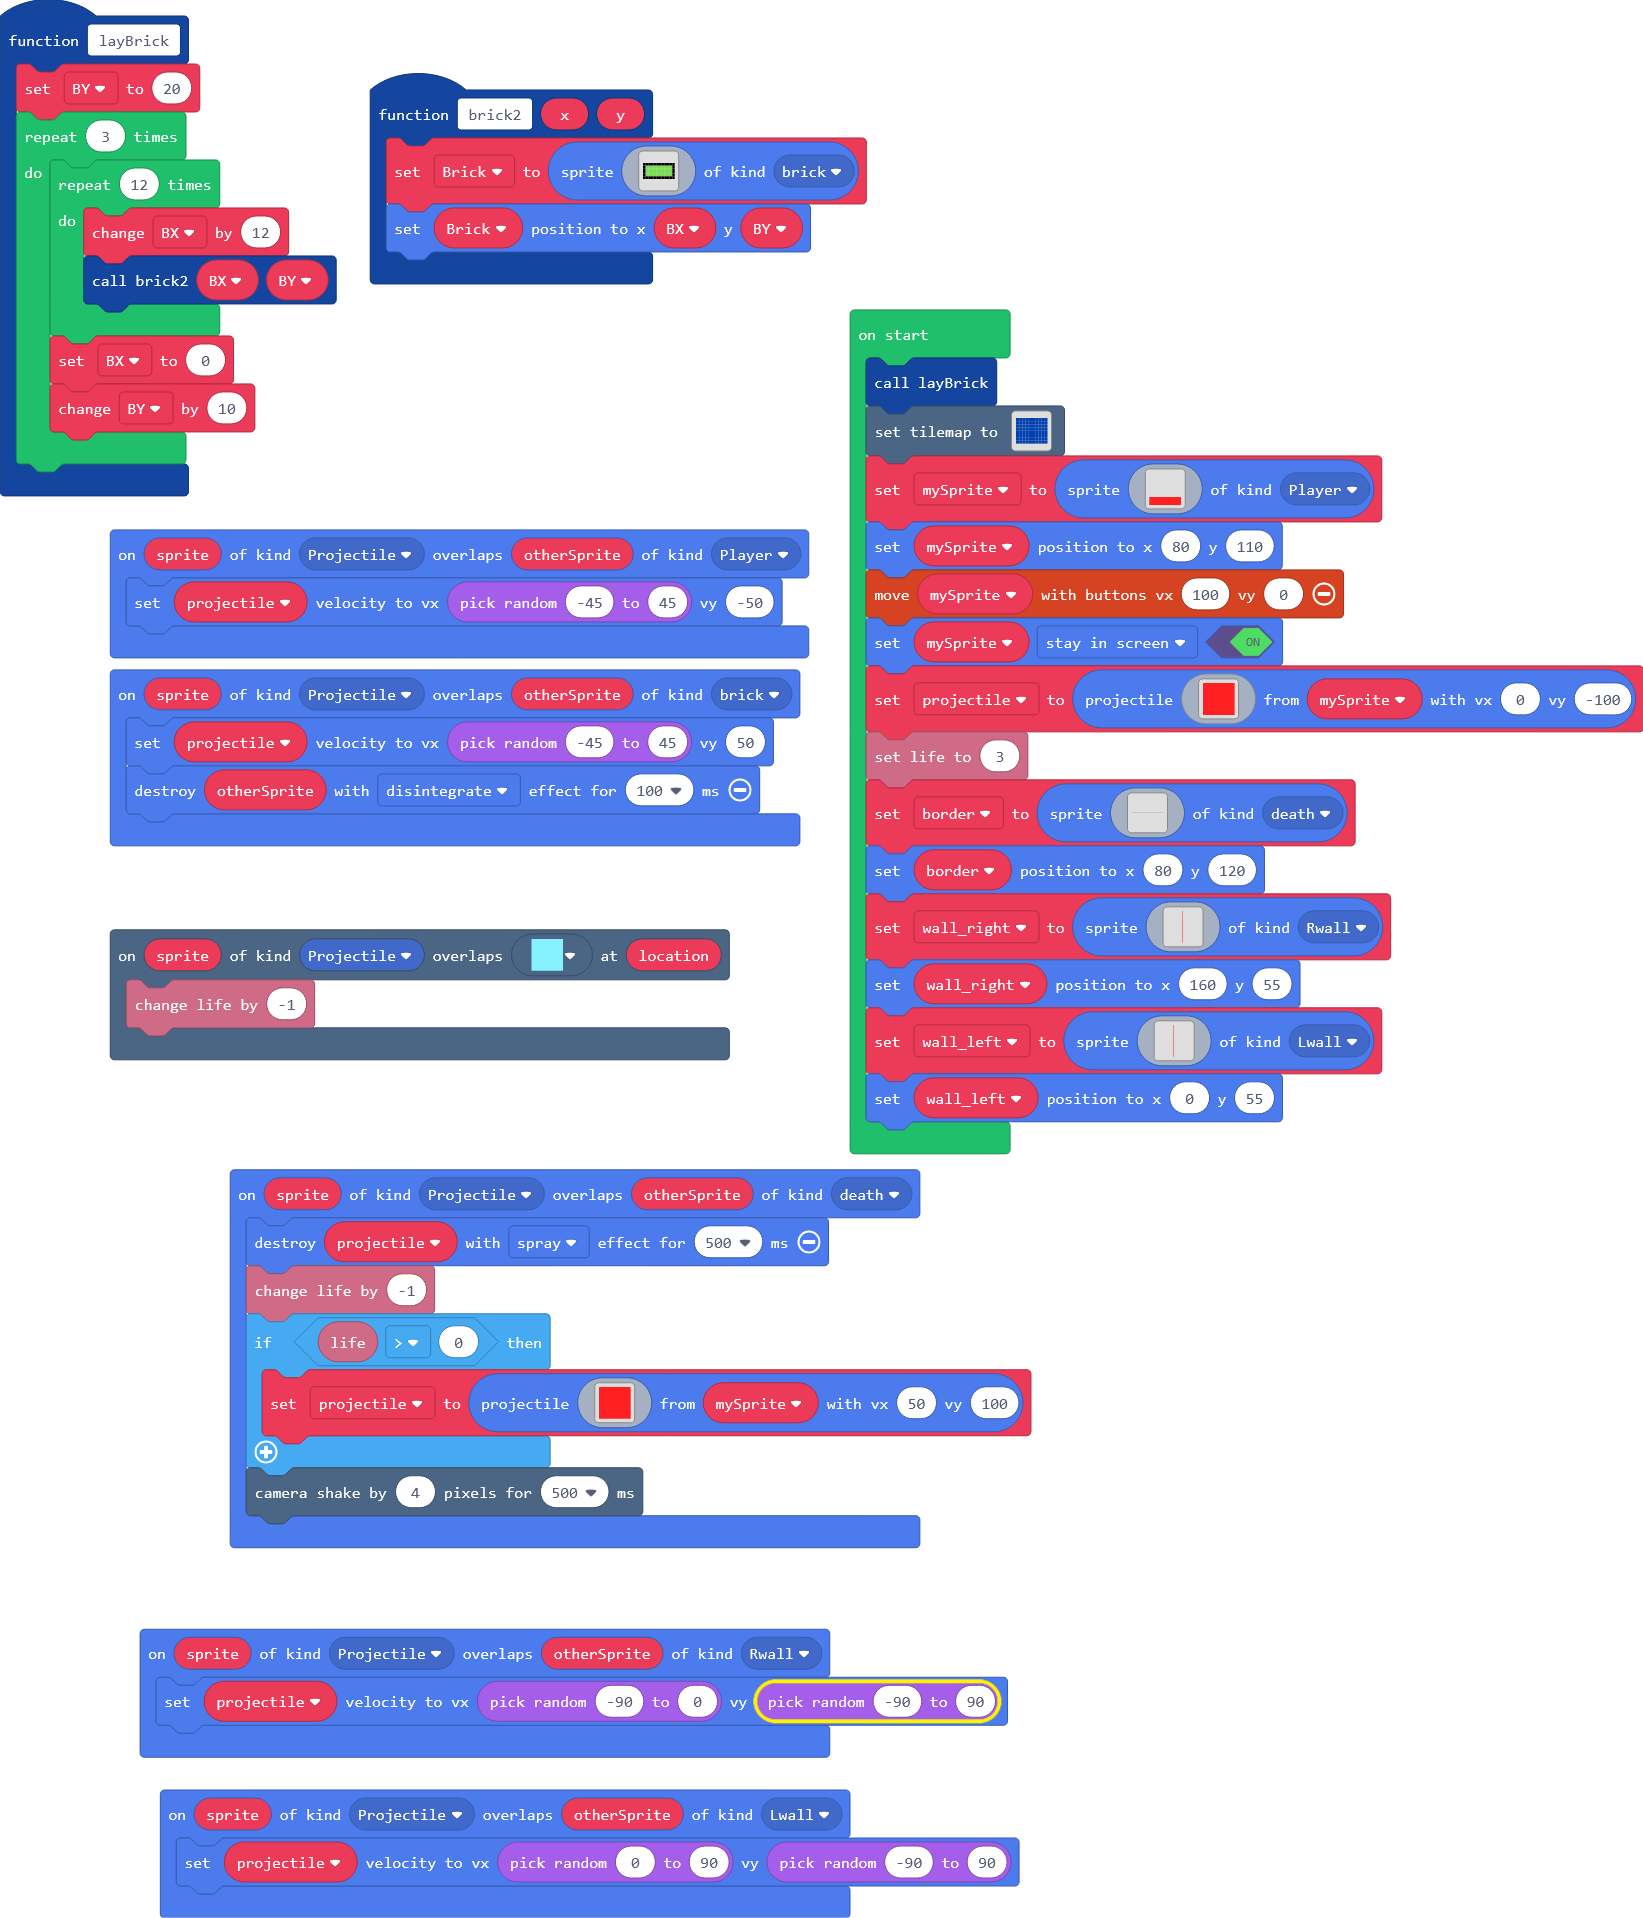 function layBrick
set BY to 20
repeat 3 times
do repeat 12 times
do change BX by 12
call brick2 BX BY
set BX to 0
change BY by 10
function brick2 x y
set Brick to sprite of kind brick
set Brick position to x BX y BY
on start
call layBrick
set tilemap to
set mySprite to sprite of kind Player
set mySprite position to x 80 y 110
move mySprite with buttons vx 100 vy 0
set mySprite stay in screen ON
set projectile to projectile from mySprite with vx 0 vy -100
set life to 3
set border to sprite of kind death
set border position to x 80 y 120
set wall_right to sprite of kind Rwall
set wall_right position to x 160 y 55
set wall_left to sprite of kind Lwall
set wall_left position to x 0 y 55
on sprite of kind Projectile overlaps otherSprite of kind Player
set projectile velocity to vx pick random -45 to 45 vy -50
on sprite of kind Projectile overlaps otherSprite of kind brick
set projectile velocity to vx pick random -45 to 45 vy 50
destroy otherSprite with disintegrate effect for 100 ms
on sprite of kind Projectile overlaps at location
change life by -1
on sprite of kind Projectile overlaps otherSprite of kind death
destroy projectile with spray effect for 500 ms
change life by -1
if life > 0 then
set projectile to projectile from mySprite with vx 50 vy 100
camera shake by 4 pixels for 500 ms
on sprite of kind Projectile overlaps otherSprite of kind Rwall
set projectile velocity to vx pick random -90 to 0 vy pick random -90 to 90
on sprite of kind Projectile overlaps otherSprite of kind Lwall
set projectile velocity to vx pick random 0 to 90 vy pick random -90 to 90